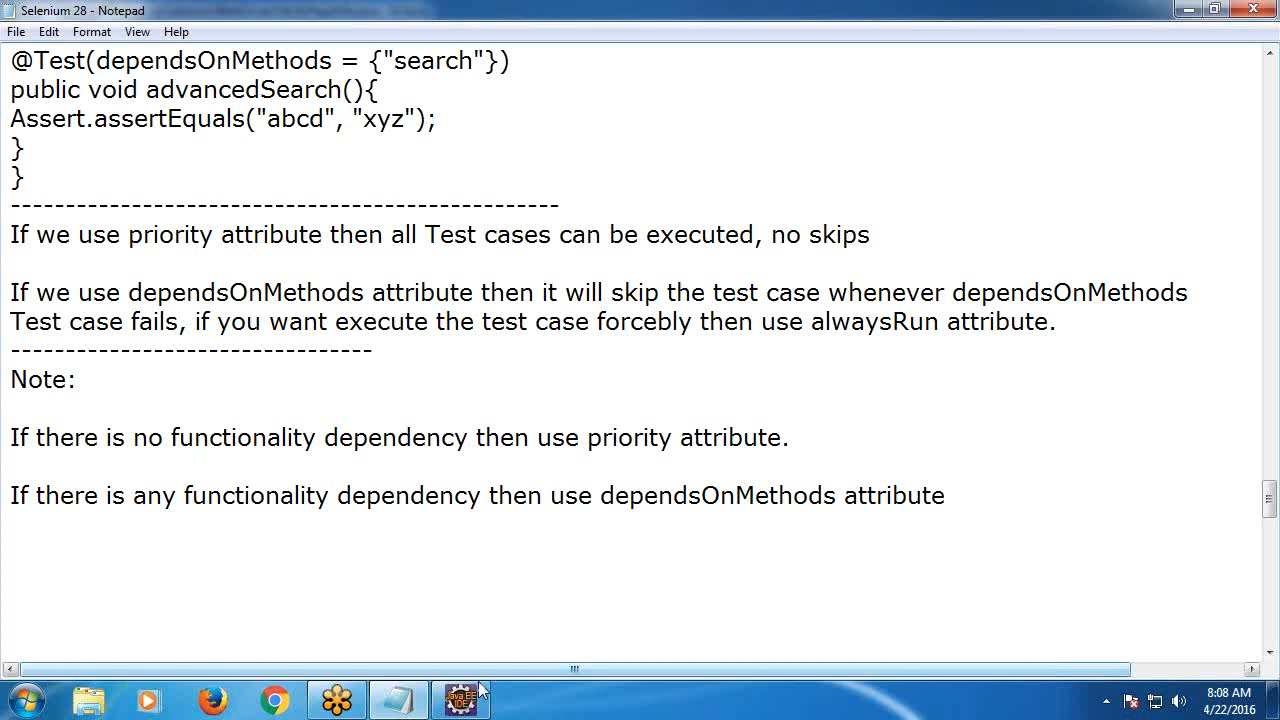 Selenium 28 - Notepad
File Edit Format View Help
@Test(dependsOnMethods = {"search"})
public void advancedSearch(){
Assert.assertEquals("abcd", "xyz");
}
}
--------------------------------------------------
If we use priority attribute then all Test cases can be executed, no skips
If we use dependsOnMethods attribute then it will skip the test case whenever dependsOnMethods
Test case fails, if you want execute the test case forcebly then use alwaysRun attribute.
---------------------------------
Note:
If there is no functionality dependency then use priority attribute.
If there is any functionality dependency then use dependsOnMethods attribute
Java EE
IDE
8:08 AM
4/22/2016